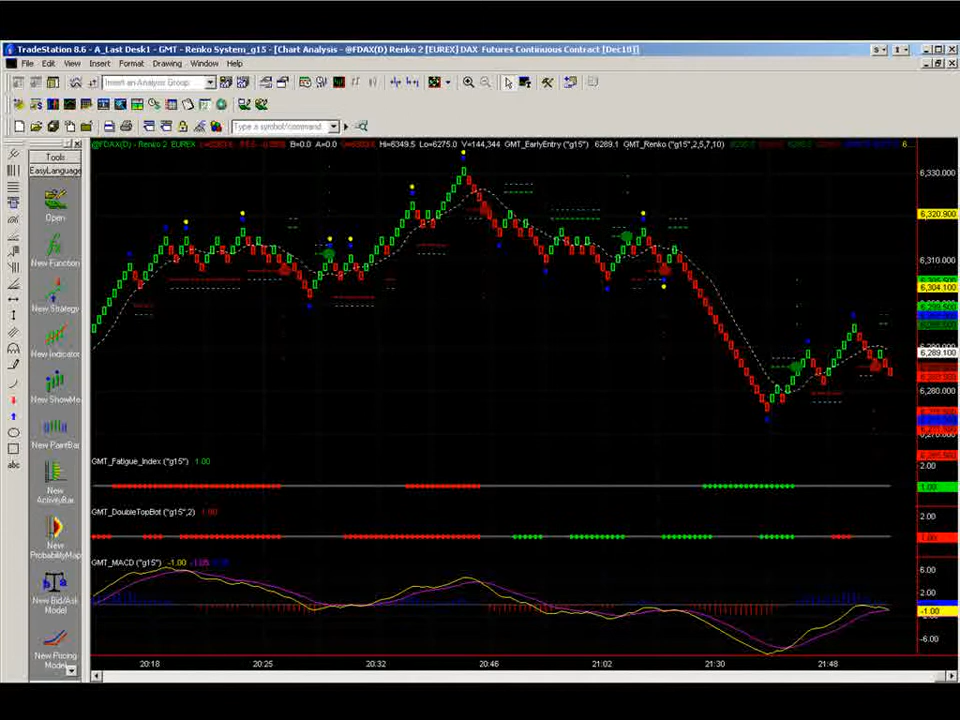 TradeStation 8.6 - A_Last Desk1 - GMT - Renko System_g15 - [Chart Analysis - @FDAX(D) Renko 2 [EUREX] DAX Futures Continuous Contract [Dec10]]
File Edit View Insert Format Drawing Window Help
Insert an Analysis Group
Type a symbol/command
@FDAX(D) - Renko 2 EUREX B=0.0 A=0.0 Hi=6349.5 Lo=6275.0 V=144,344 GMT_EarlyEntry ("g15") 6289.1 GMT_Renko ("g15",2,5,7,10)
Tools
EasyLanguage
Open
New Function
New Strategy
New Indicator
New ShowMe
New PaintBar
New
ActivityBar
New
ProbabilityMap
New Bid/Ask
Model
New Pricing
Model
6,330.000
6,320.900
6,310.000
6,304.100
6,289.100
6,280.000
GMT_Fatigue_Index ("g15") 1.00
2.00
1.00
GMT_DoubleTopBot ("g15",2) 1.00
2.00
1.00
GMT_MACD ("g15") -1.00
6.00
2.00
-1.00
-6.00
20:18 20:25 20:32 20:46 21:02 21:30 21:48
abc